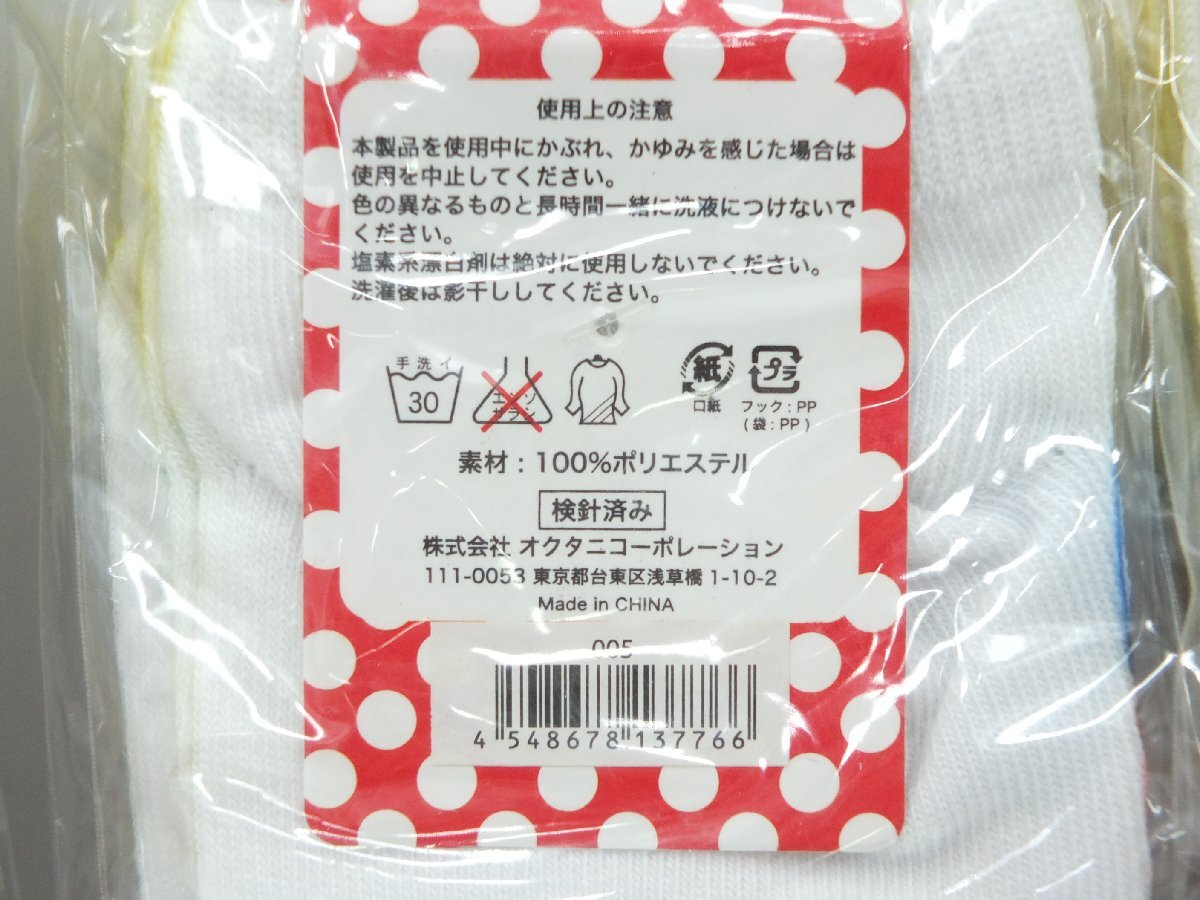 使用上の注意
本製品を使用中にかぶれ、かゆみを感じた場合は
使用を中止してください。
色の異なるものと長時間一緒に洗液につけないで
ください。
塩素系漂白剤は絶対に使用しないでください。
洗濯後は影干ししてください。
手洗イ
30
エンソ
サラシ
紙
プラ
口紙
フック：PP
（袋：PP）
素材：100%ポリエステル
検針済み
株式会社 オクタニコーポレーション
111-0053 東京都台東区浅草橋 1-10-2
Made in CHINA
005
4 548678 137766